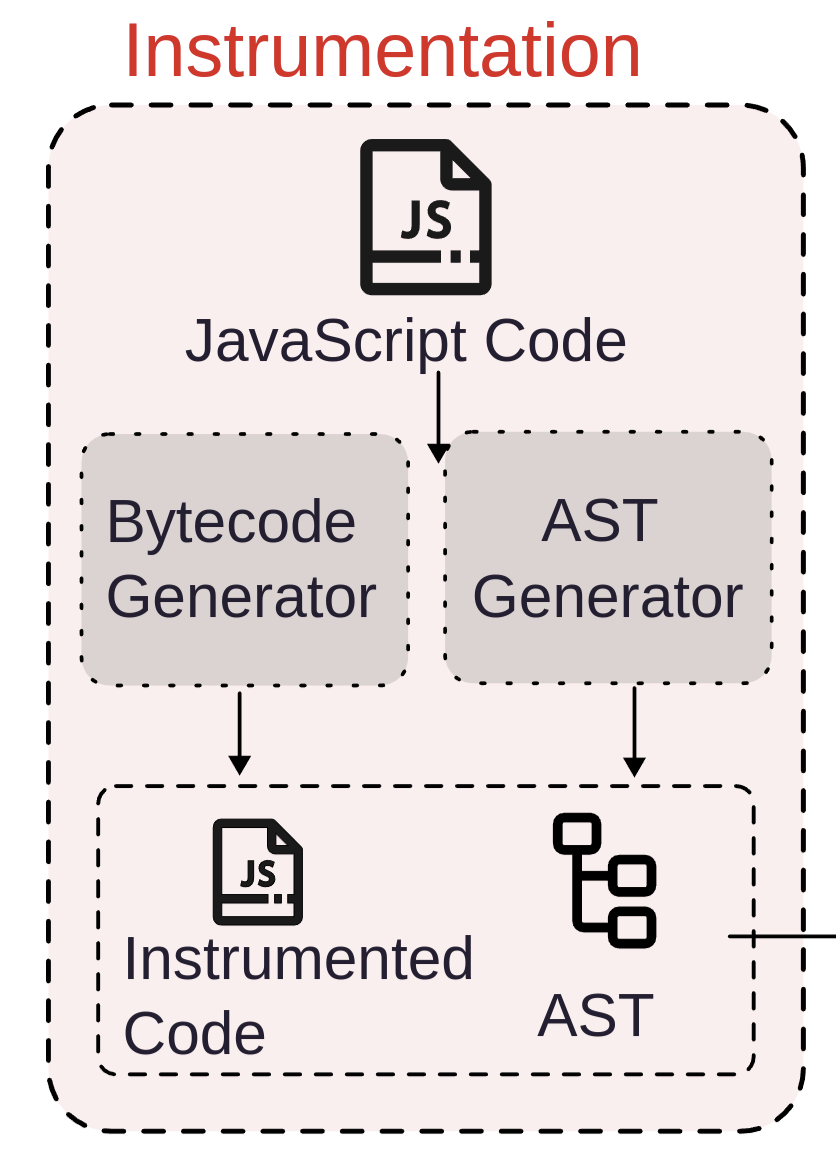 Instrumentation
JS
JavaScript Code
Bytecode
Generator
AST
Generator
JS
Instrumented
Code
AST